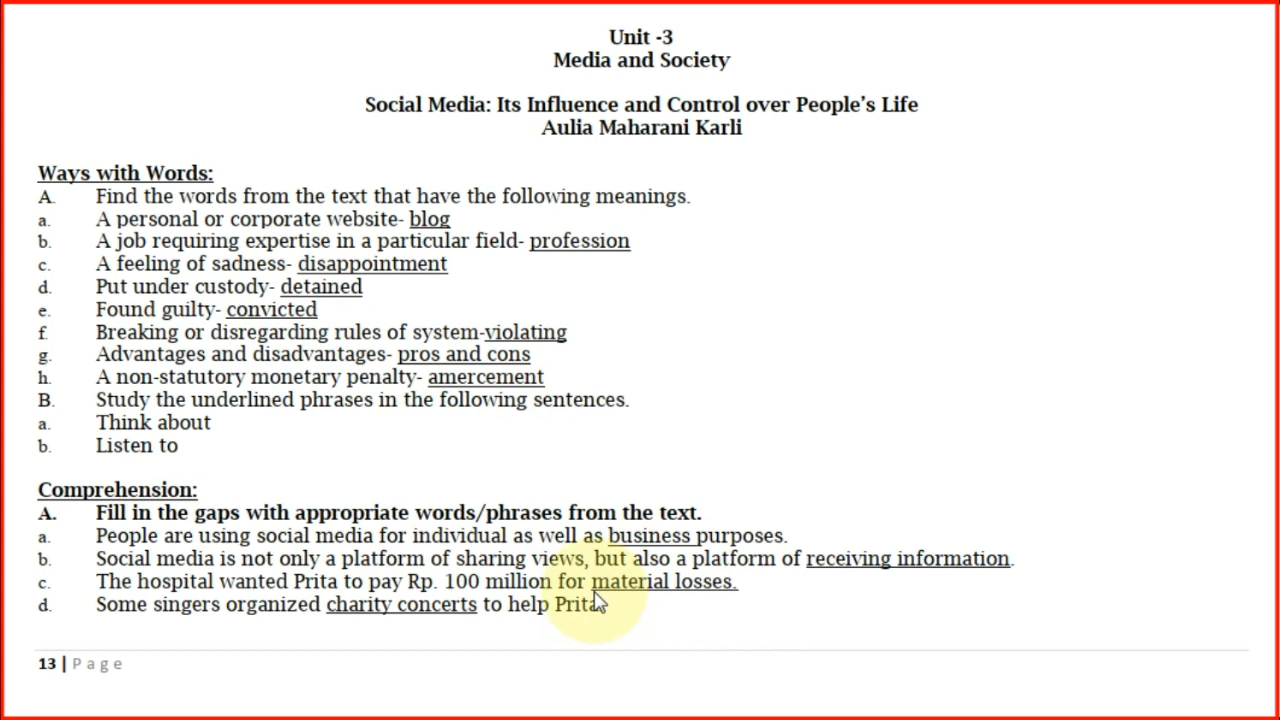 Unit -3
Media and Society
Social Media: Its Influence and Control over People's Life
Aulia Maharani Karli
Ways with Words:
A. Find the words from the text that have the following meanings.
a. A personal or corporate website- blog
b. A job requiring expertise in a particular field- profession
c. A feeling of sadness- disappointment
d. Put under custody- detained
e. Found guilty- convicted
f. Breaking or disregarding rules of system-violating
g. Advantages and disadvantages- pros and cons
h. A non-statutory monetary penalty- amercement
B. Study the underlined phrases in the following sentences.
a. Think about
b. Listen to
Comprehension:
A. Fill in the gaps with appropriate words/phrases from the text.
a. People are using social media for individual as well as business purposes.
b. Social media is not only a platform of sharing views, but also a platform of receiving information.
c. The hospital wanted Prita to pay Rp. 100 million for material losses.
d. Some singers organized charity concerts to help Prita
13 | Page